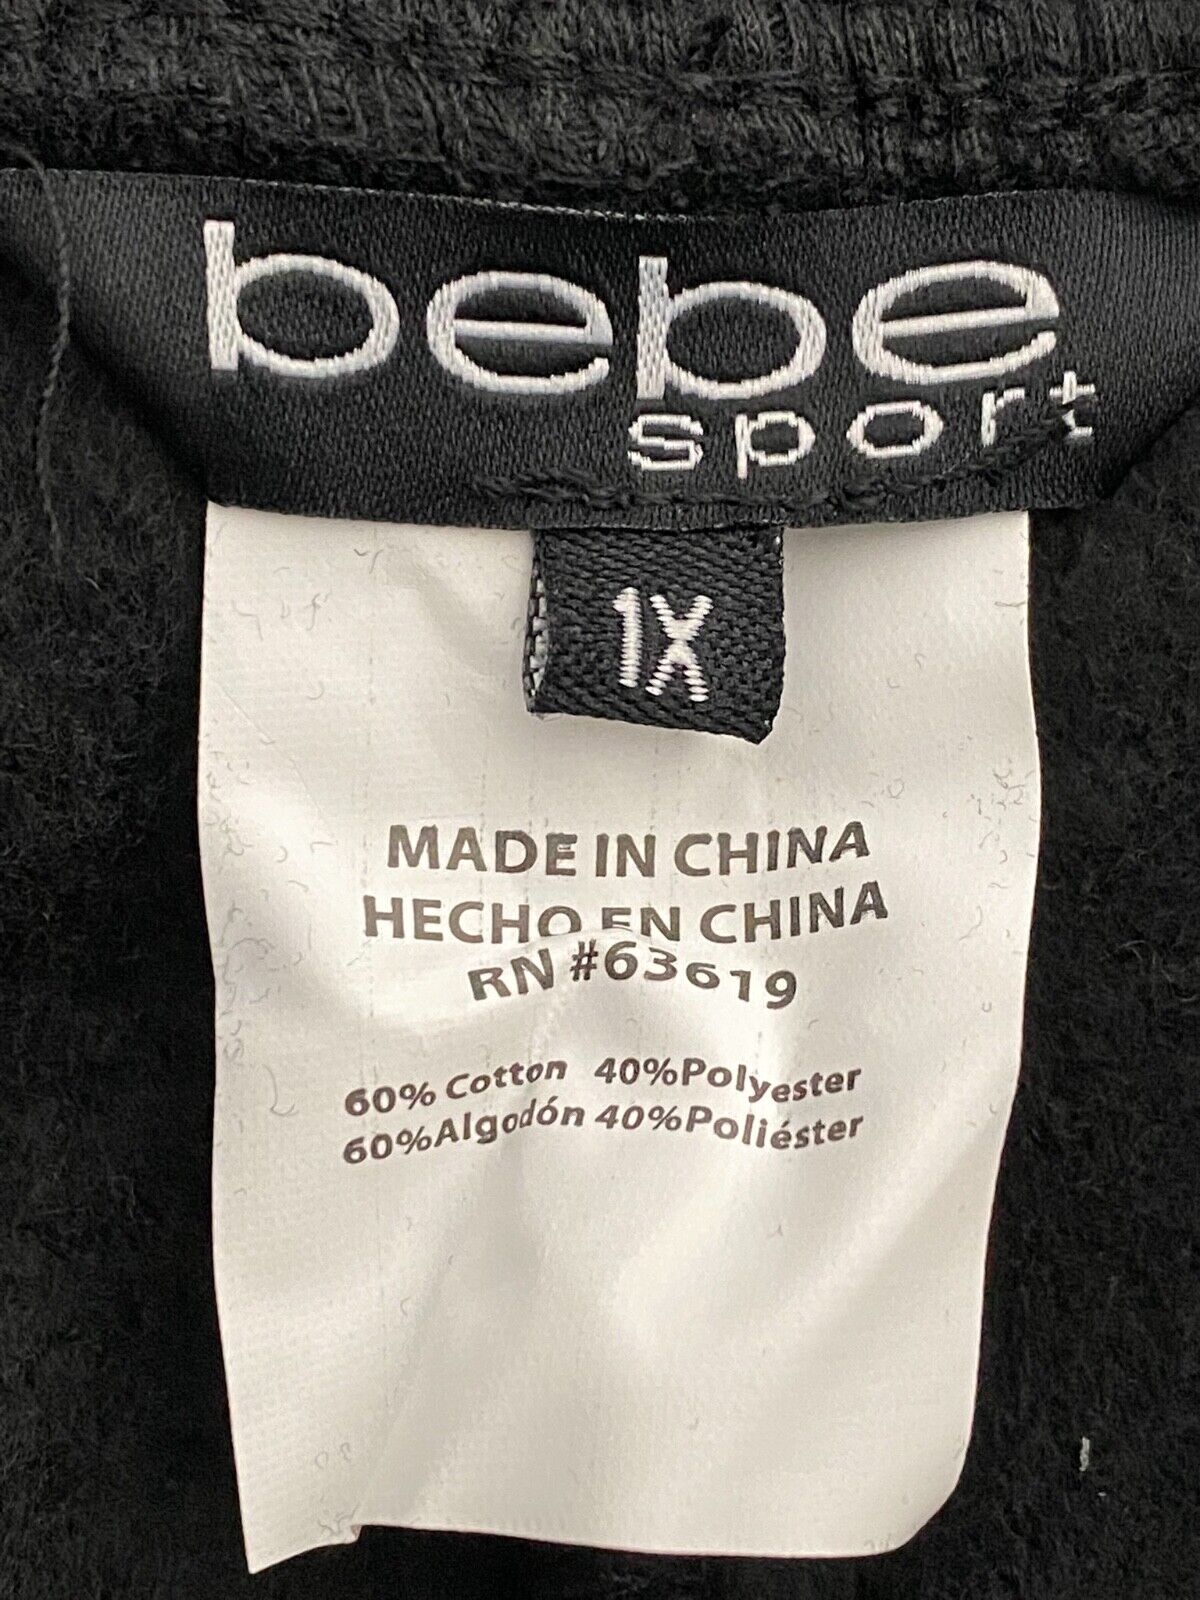 bebe
sport
1X
MADE IN CHINA
HECHO EN CHINA
RN #63619
60% Cotton 40%Polyester
60%Algodón 40%Poliéster